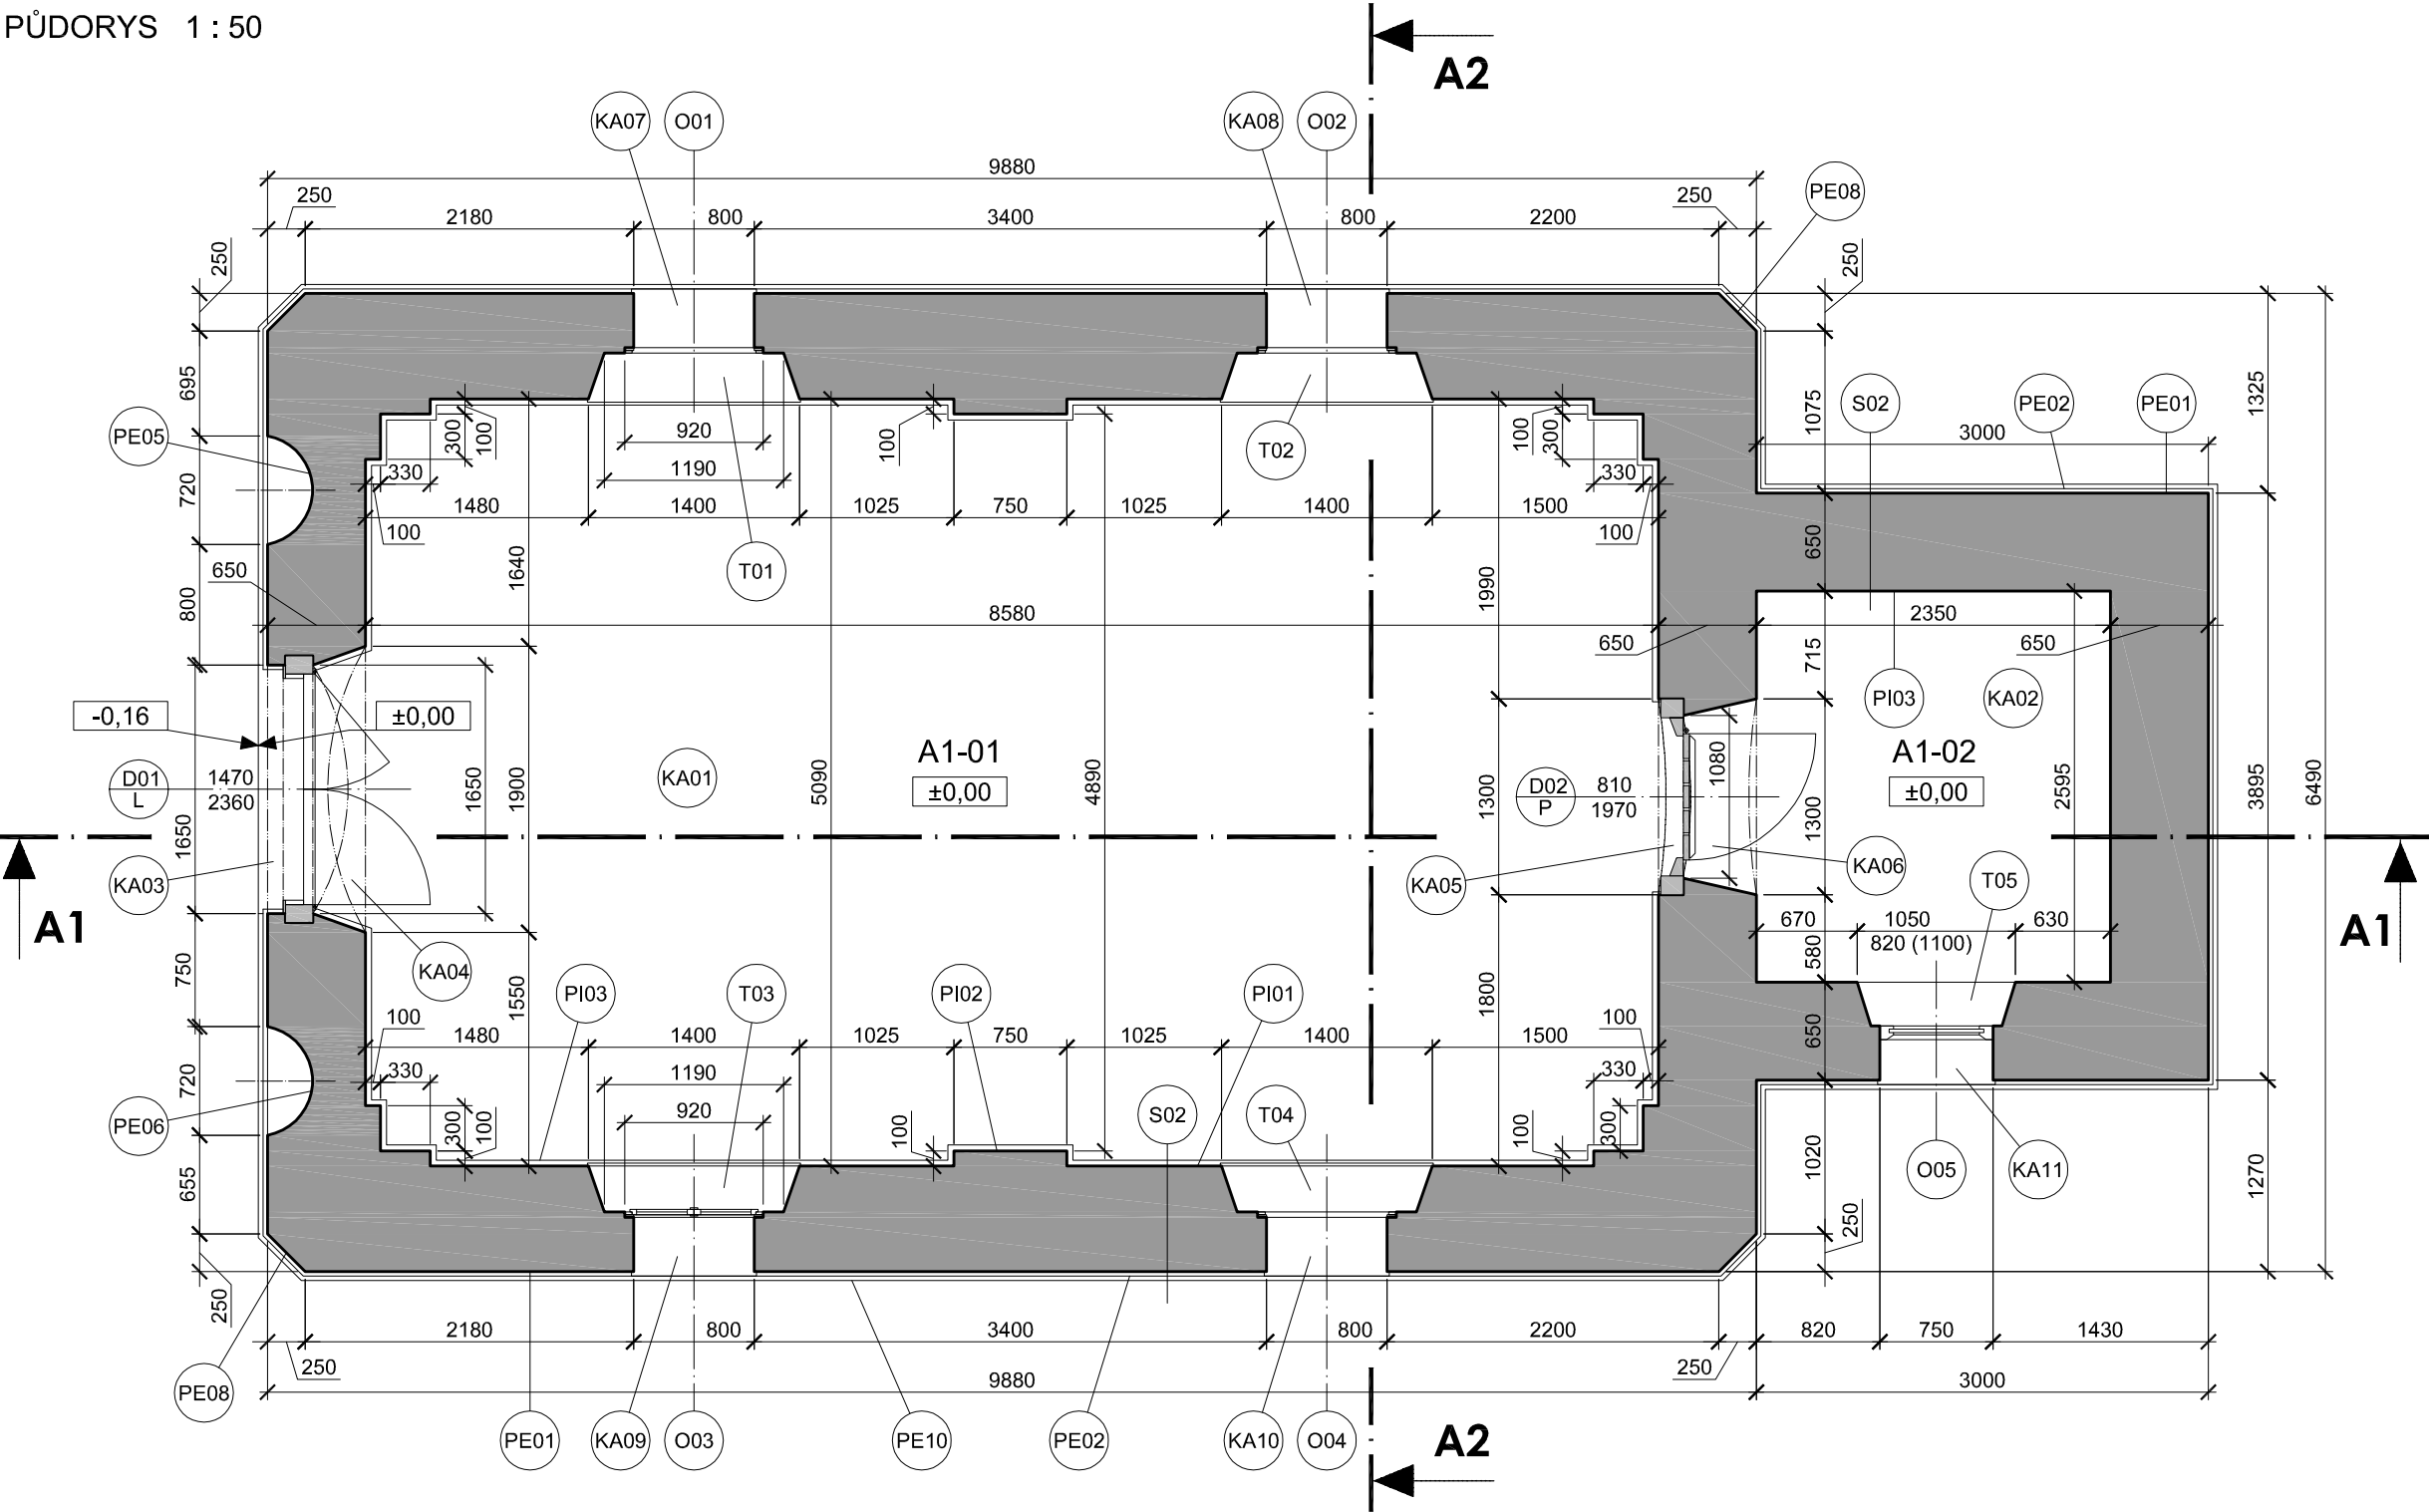 PŮDORYS 1 : 50
A2
KA07 O01 KA08 O02
9880
PE08
250 2180 800 3400 800 2200 250
250 250
695 1075 1325
S02 PE02 PE01
PE05
300 100 920 100 T02 100 300
3000
330 1190 330
720
1480 1400 1025 750 1025 1400 1500
100 100
650 1640 T01 1990 650
800 8580 2350
650 650
715
PI03 KA02
-0,16 ±0,00
A1-01 A1-02
D01 L 1470 2360
KA01 ±0,00
D02 P 810 1970
±0,00
1650 1650 1900 5090 4890 1300 1080 1300 2595 3895 6490
KA03 KA05 KA06 T05
A1 A1
670 1050 630
820 (1100)
KA04
750 1550 580
PI03 T03 PI02 PI01
1800
100 100
1480 1400 1025 750 1025 1400 1500
650
330 1190 330
720 920
PE06
300 100 100 S02 T04 100 300
655 1020 1270
O05 KA11
250 250
2180 800 3400 800 2200 820 750 1430
250 250
PE08 9880 3000
PE01 KA09 O03 PE10 PE02 KA10 O04
A2